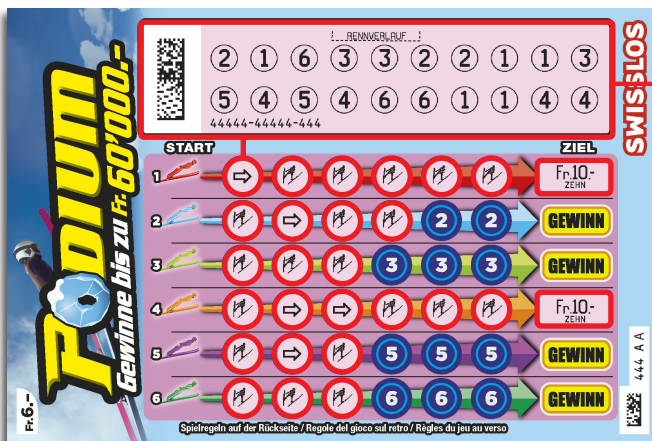 PODIUM
Gewinne bis zu Fr. 60'000.-
Fr. 6.-
RENNVERLAUF
2 1 6 3 3 2 2 1 1 3
5 4 5 4 6 6 1 1 4 4
44444-44444-444
SWISSLOS
START ZIEL
1 Fr.10.-
ZEHN
2 2 2 GEWINN
3 3 3 3 GEWINN
4 Fr.10.-
ZEHN
5 5 5 5 GEWINN
6 6 6 6 GEWINN
444 AA
Spielregeln auf der Rückseite / Regole del gioco sul retro / Règles du jeu au verso